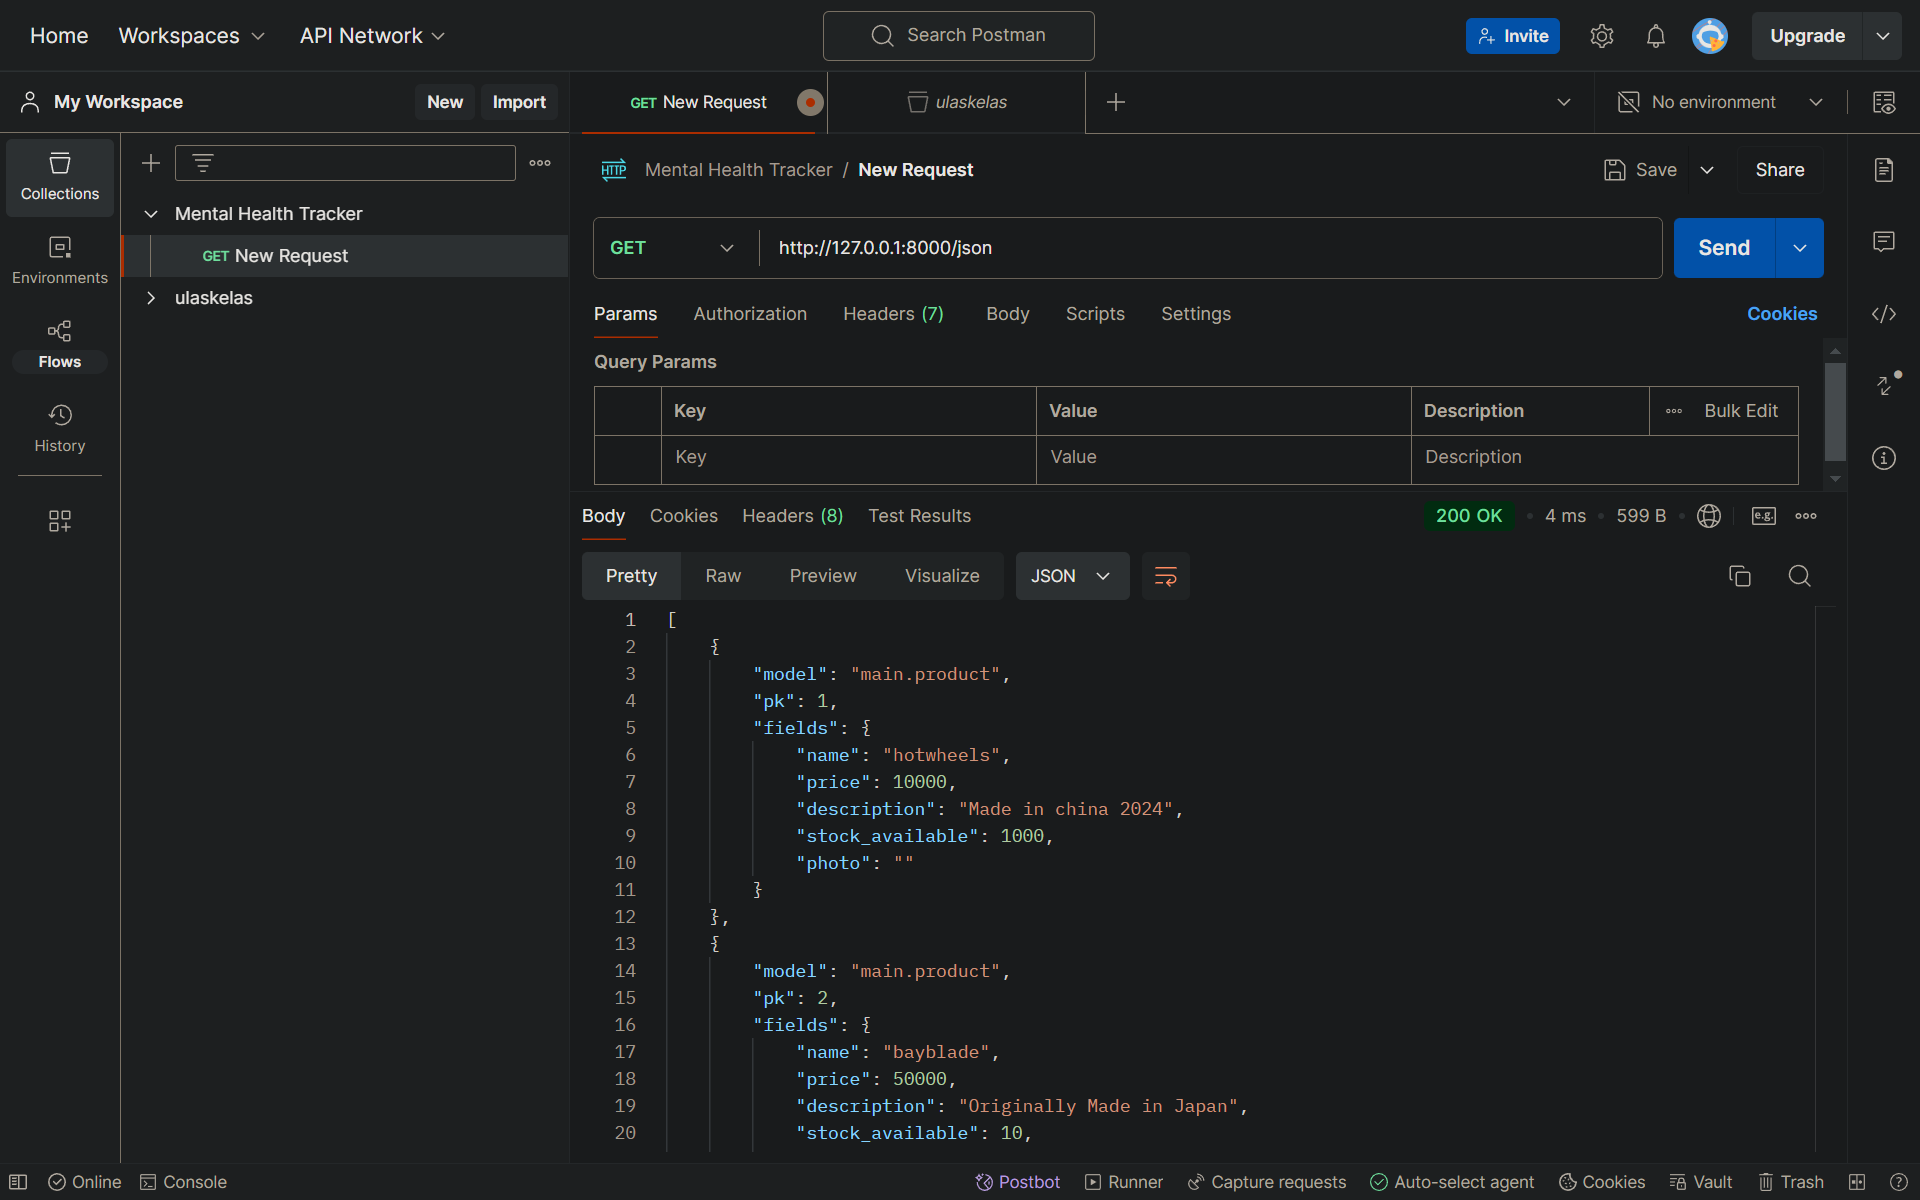 Home Workspaces API Network Search Postman Invite Upgrade
My Workspace New Import GET New Request ulaskelas No environment
Collections
Environments
Flows
History
Mental Health Tracker
GET New Request
ulaskelas
HTTP Mental Health Tracker / New Request Save Share
GET http://127.0.0.1:8000/json Send
Params Authorization Headers (7) Body Scripts Settings Cookies
Query Params
Key Value Description Bulk Edit
Key Value Description
Body Cookies Headers (8) Test Results 200 OK 4 ms 599 B e.g.
Pretty Raw Preview Visualize JSON
1 [
2 {
3 "model": "main.product",
4 "pk": 1,
5 "fields": {
6 "name": "hotwheels",
7 "price": 10000,
8 "description": "Made in china 2024",
9 "stock_available": 1000,
10 "photo": ""
11 }
12 },
13 {
14 "model": "main.product",
15 "pk": 2,
16 "fields": {
17 "name": "bayblade",
18 "price": 50000,
19 "description": "Originally Made in Japan",
20 "stock_available": 10,
Online Console Postbot Runner Capture requests Auto-select agent Cookies Vault Trash